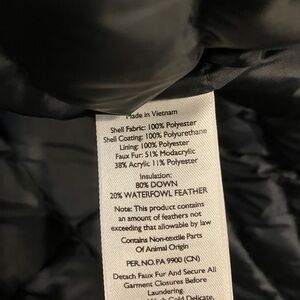 Made in Vietnam
Shell Fabric: 100% Polyester
Shell Coating: 100% Polyurethane
Lining: 100% Polyester
Faux Fur: 51% Modacrylic
38% Acrylic 11% Polyester
Insulation:
80% DOWN
20% WATERFOWL FEATHER
Note: This product contains
an amount of feathers not
exceeding that allowable by law
Contains Non-textile Parts
Of Animal Origin
PER. NO. PA 9900 (CN)
Detach Faux Fur And Secure All
Garment Closures Before
Laundering.
Cold Delicate